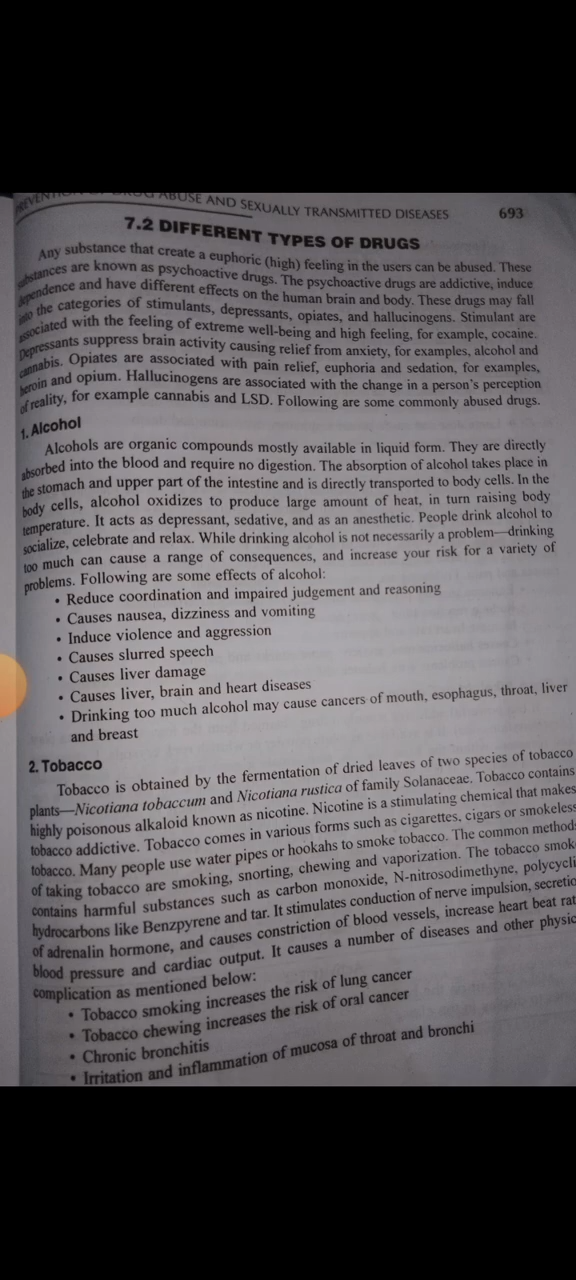 PREVENTION OF DRUG ABUSE AND SEXUALLY TRANSMITTED DISEASES 693
7.2 DIFFERENT TYPES OF DRUGS
Any substance that create a euphoric (high) feeling in the users can be abused. These
substances are known as psychoactive drugs. The psychoactive drugs are addictive, induce
dependence and have different effects on the human brain and body. These drugs may fall
into the categories of stimulants, depressants, opiates, and hallucinogens. Stimulant are
associated with the feeling of extreme well-being and high feeling, for example, cocaine.
Depressants suppress brain activity causing relief from anxiety, for examples, alcohol and
cannabis. Opiates are associated with pain relief, euphoria and sedation, for examples,
heroin and opium. Hallucinogens are associated with the change in a person's perception
of reality, for example cannabis and LSD. Following are some commonly abused drugs.
1. Alcohol
Alcohols are organic compounds mostly available in liquid form. They are directly
absorbed into the blood and require no digestion. The absorption of alcohol takes place in
the stomach and upper part of the intestine and is directly transported to body cells. In the
body cells, alcohol oxidizes to produce large amount of heat, in turn raising body
temperature. It acts as depressant, sedative, and as an anesthetic. People drink alcohol to
socialize, celebrate and relax. While drinking alcohol is not necessarily a problem—drinking
too much can cause a range of consequences, and increase your risk for a variety of
problems. Following are some effects of alcohol:
• Reduce coordination and impaired judgement and reasoning
• Causes nausea, dizziness and vomiting
• Induce violence and aggression
• Causes slurred speech
• Causes liver damage
• Causes liver, brain and heart diseases
• Drinking too much alcohol may cause cancers of mouth, esophagus, throat, liver
and breast
2. Tobacco
Tobacco is obtained by the fermentation of dried leaves of two species of tobacco
plants—Nicotiana tobaccum and Nicotiana rustica of family Solanaceae. Tobacco contains
highly poisonous alkaloid known as nicotine. Nicotine is a stimulating chemical that makes
tobacco addictive. Tobacco comes in various forms such as cigarettes, cigars or smokeless
tobacco. Many people use water pipes or hookahs to smoke tobacco. The common methods
of taking tobacco are smoking, snorting, chewing and vaporization. The tobacco smok
contains harmful substances such as carbon monoxide, N-nitrosodimethyne, polycycli
hydrocarbons like Benzpyrene and tar. It stimulates conduction of nerve impulsion, secretio
of adrenalin hormone, and causes constriction of blood vessels, increase heart beat rat
blood pressure and cardiac output. It causes a number of diseases and other physic
complication as mentioned below:
• Tobacco smoking increases the risk of lung cancer
• Tobacco chewing increases the risk of oral cancer
• Chronic bronchitis
• Irritation and inflammation of mucosa of throat and bronchi